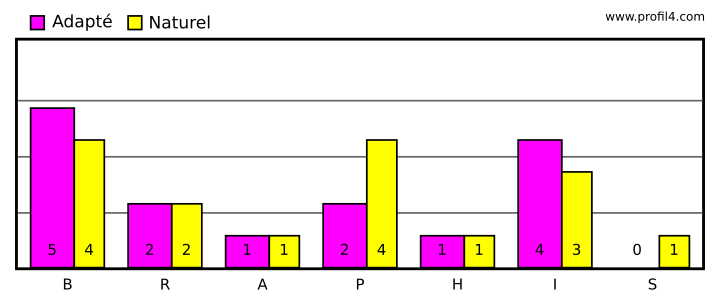 Adapté Naturel www.profil4.com
5 4 2 2 1 1 2 4 1 1 4 3 0 1
B R A P H I S